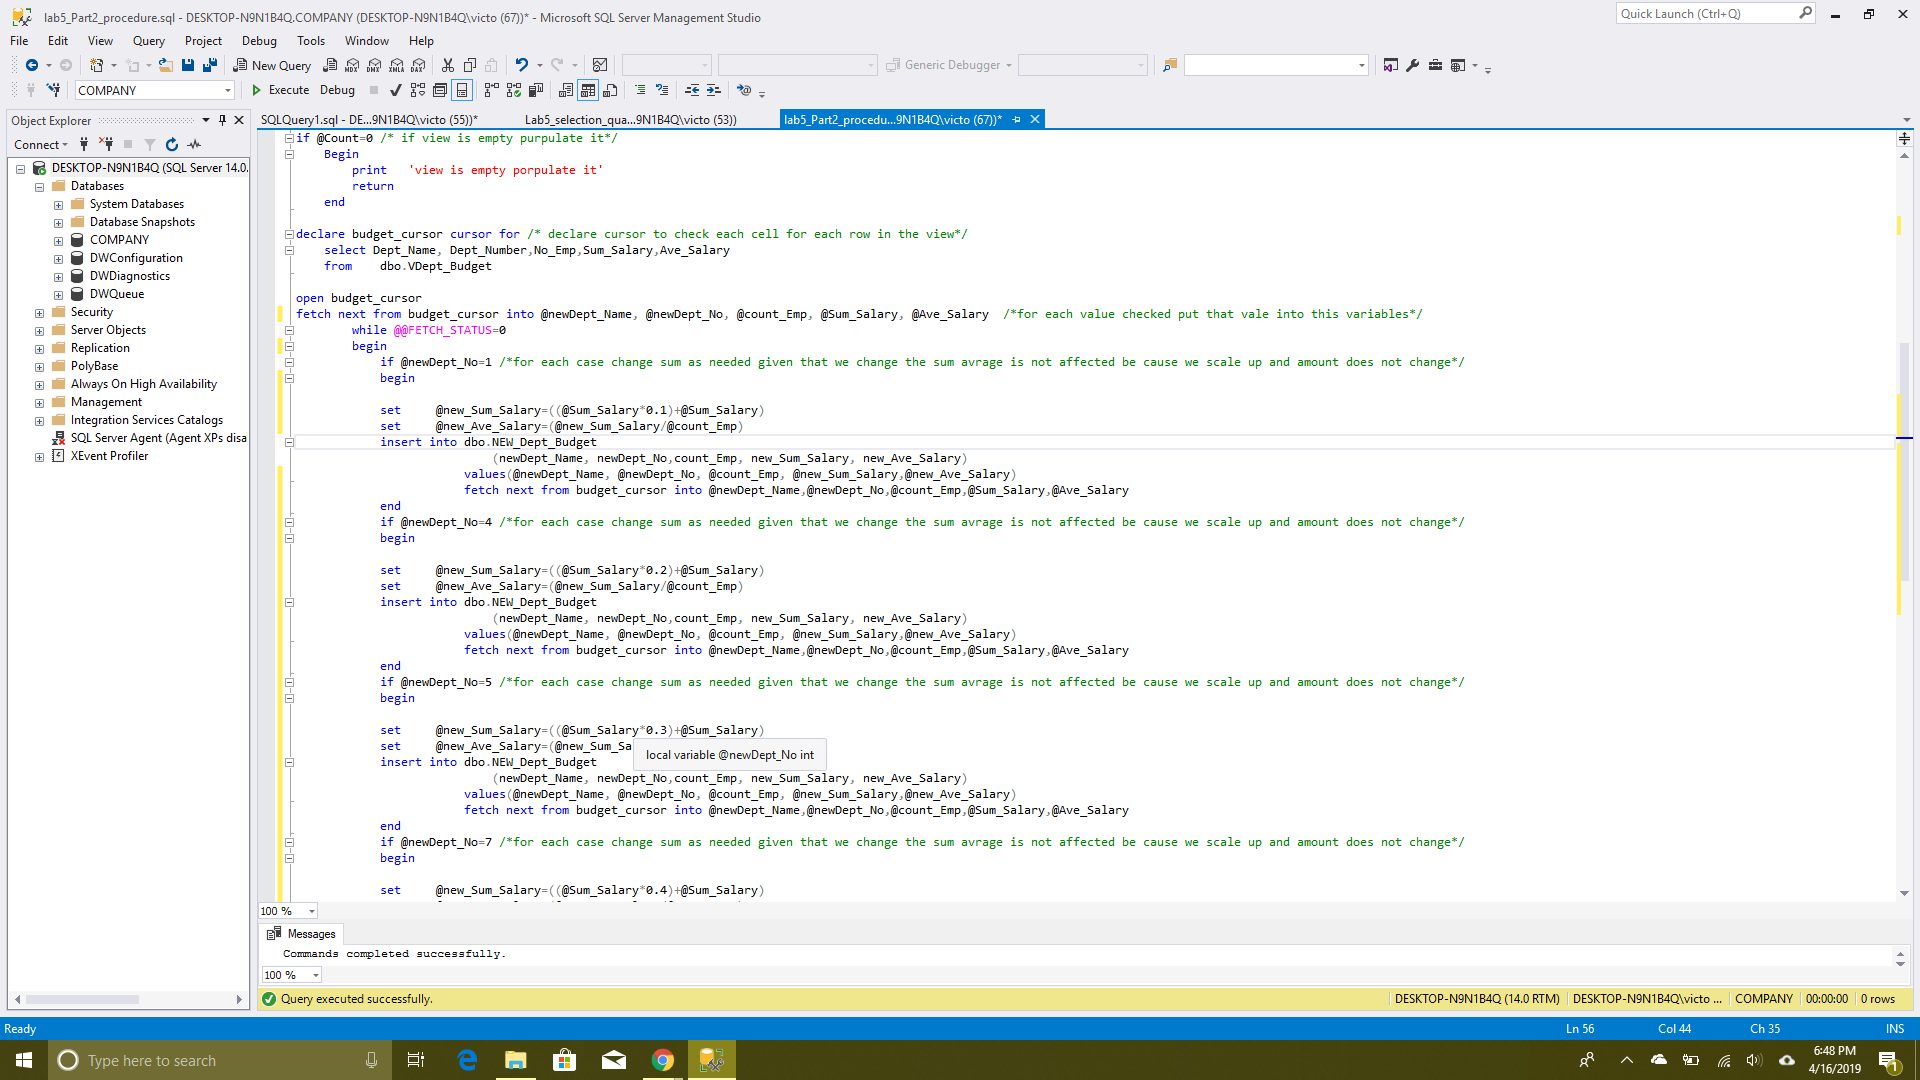 lab5_Part2_procedure.sql - DESKTOP-N9N1B4Q.COMPANY (DESKTOP-N9N1B4Q\victo (67))* - Microsoft SQL Server Management Studio
Quick Launch (Ctrl+Q)
File Edit View Query Project Debug Tools Window Help
New Query
Generic Debugger
COMPANY
Execute Debug
Object Explorer
SQLQuery1.sql - DE...9N1B4Q\victo (55))*
Lab5_selection_qua...9N1B4Q\victo (53))
lab5_Part2_procedu...9N1B4Q\victo (67))*
Connect
DESKTOP-N9N1B4Q (SQL Server 14.0.
Databases
System Databases
Database Snapshots
COMPANY
DWConfiguration
DWDiagnostics
DWQueue
Security
Server Objects
Replication
PolyBase
Always On High Availability
Management
Integration Services Catalogs
SQL Server Agent (Agent XPs disa
XEvent Profiler
if @Count=0 /* if view is empty purpulate it*/
Begin
print 'view is empty porpulate it'
return
end
declare budget_cursor cursor for /* declare cursor to check each cell for each row in the view*/
select Dept_Name, Dept_Number,No_Emp,Sum_Salary,Ave_Salary
from dbo.VDept_Budget
open budget_cursor
fetch next from budget_cursor into @newDept_Name, @newDept_No, @count_Emp, @Sum_Salary, @Ave_Salary /*for each value checked put that vale into this variables*/
while @@FETCH_STATUS=0
begin
if @newDept_No=1 /*for each case change sum as needed given that we change the sum avrage is not affected be cause we scale up and amount does not change*/
begin
set @new_Sum_Salary=((@Sum_Salary*0.1)+@Sum_Salary)
set @new_Ave_Salary=(@new_Sum_Salary/@count_Emp)
insert into dbo.NEW_Dept_Budget
(newDept_Name, newDept_No,count_Emp, new_Sum_Salary, new_Ave_Salary)
values(@newDept_Name, @newDept_No, @count_Emp, @new_Sum_Salary,@new_Ave_Salary)
fetch next from budget_cursor into @newDept_Name,@newDept_No,@count_Emp,@Sum_Salary,@Ave_Salary
end
if @newDept_No=4 /*for each case change sum as needed given that we change the sum avrage is not affected be cause we scale up and amount does not change*/
begin
set @new_Sum_Salary=((@Sum_Salary*0.2)+@Sum_Salary)
set @new_Ave_Salary=(@new_Sum_Salary/@count_Emp)
insert into dbo.NEW_Dept_Budget
(newDept_Name, newDept_No,count_Emp, new_Sum_Salary, new_Ave_Salary)
values(@newDept_Name, @newDept_No, @count_Emp, @new_Sum_Salary,@new_Ave_Salary)
fetch next from budget_cursor into @newDept_Name,@newDept_No,@count_Emp,@Sum_Salary,@Ave_Salary
end
if @newDept_No=5 /*for each case change sum as needed given that we change the sum avrage is not affected be cause we scale up and amount does not change*/
begin
set @new_Sum_Salary=((@Sum_Salary*0.3)+@Sum_Salary)
set @new_Ave_Salary=(@new_Sum_Sa
local variable @newDept_No int
insert into dbo.NEW_Dept_Budget
(newDept_Name, newDept_No,count_Emp, new_Sum_Salary, new_Ave_Salary)
values(@newDept_Name, @newDept_No, @count_Emp, @new_Sum_Salary,@new_Ave_Salary)
fetch next from budget_cursor into @newDept_Name,@newDept_No,@count_Emp,@Sum_Salary,@Ave_Salary
end
if @newDept_No=7 /*for each case change sum as needed given that we change the sum avrage is not affected be cause we scale up and amount does not change*/
begin
set @new_Sum_Salary=((@Sum_Salary*0.4)+@Sum_Salary)
100 %
Messages
Commands completed successfully.
100 %
Query executed successfully.
DESKTOP-N9N1B4Q (14.0 RTM) DESKTOP-N9N1B4Q\victo ... COMPANY 00:00:00 0 rows
Ready
Ln 56 Col 44 Ch 35 INS
Type here to search
6:48 PM
4/16/2019
1